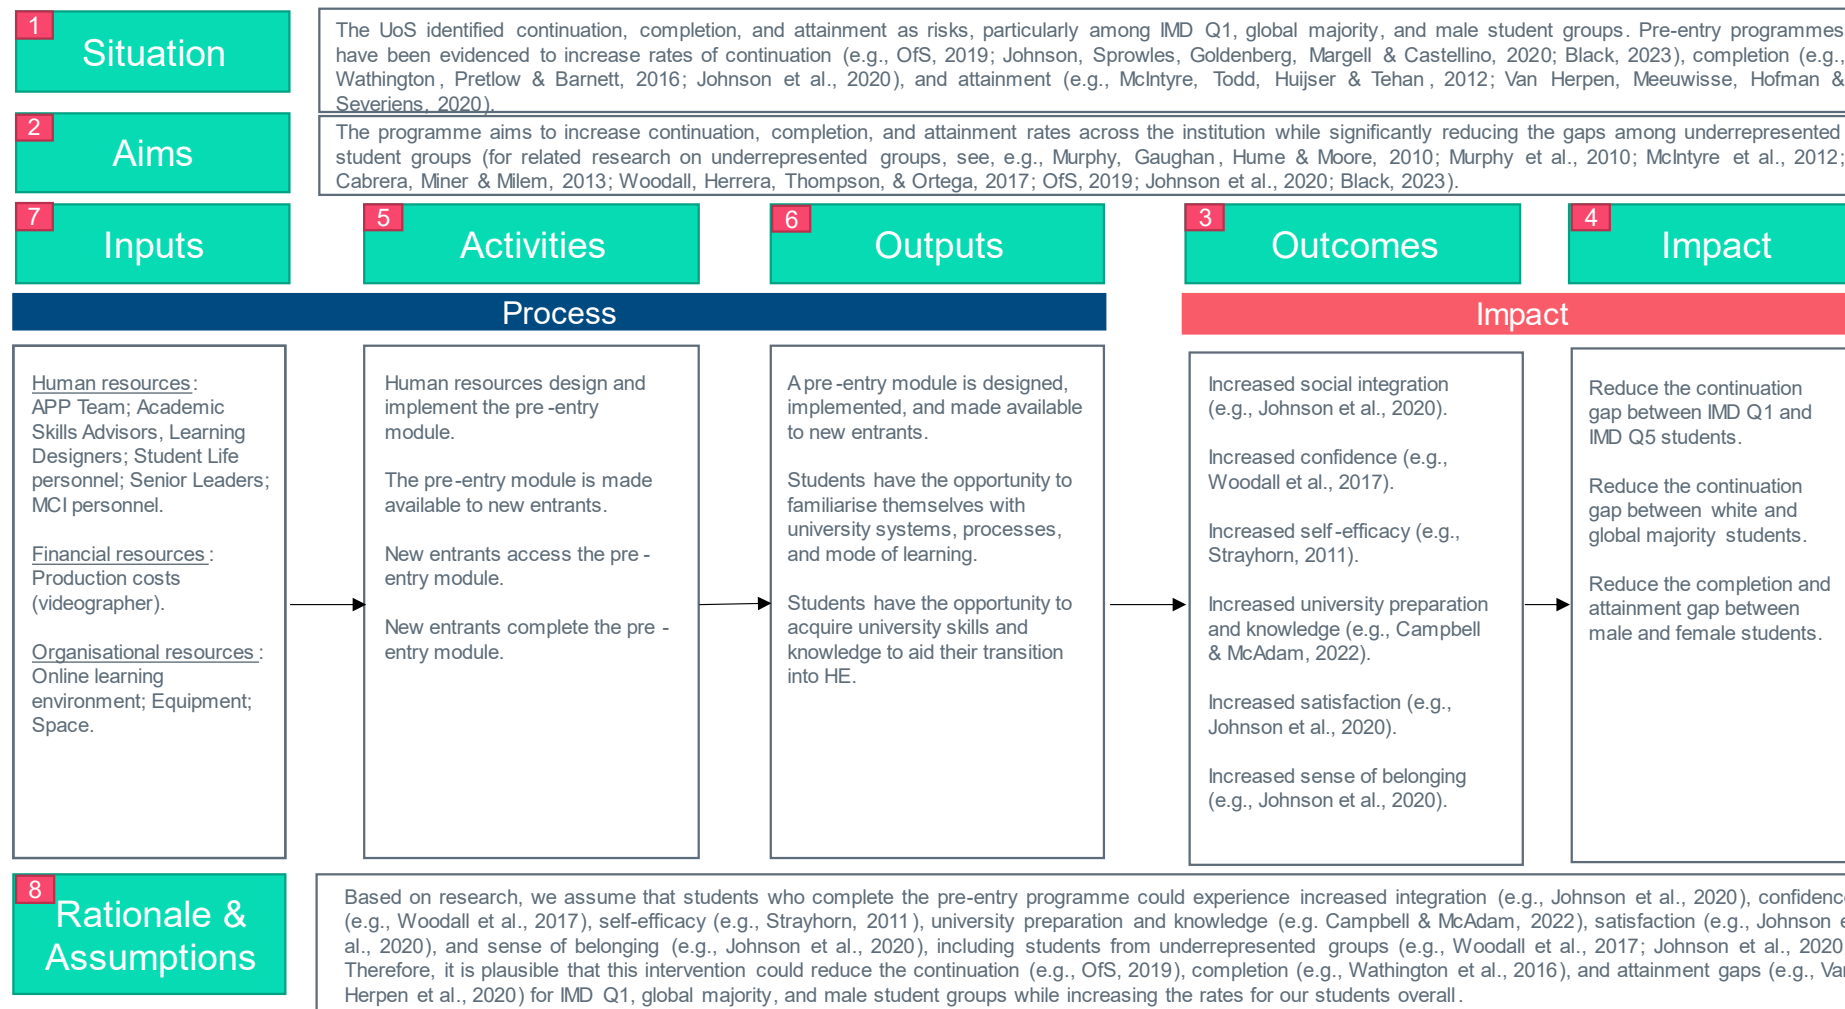 1
Situation
The UoS identified continuation, completion, and attainment as risks, particularly among IMD Q1, global majority, and male student groups. Pre-entry programmes
have been evidenced to increase rates of continuation (e.g., OfS, 2019; Johnson, Sprowles, Goldenberg, Margell & Castellino, 2020; Black, 2023), completion (e.g.,
Wathington, Pretlow & Barnett, 2016; Johnson et al., 2020), and attainment (e.g., McIntyre, Todd, Huijser & Tehan, 2012; Van Herpen, Meeuwisse, Hofman &
Severiens, 2020).
2
Aims
The programme aims to increase continuation, completion, and attainment rates across the institution while significantly reducing the gaps among underrepresented
student groups (for related research on underrepresented groups, see, e.g., Murphy, Gaughan, Hume & Moore, 2010; Murphy et al., 2010; McIntyre et al., 2012;
Cabrera, Miner & Milem, 2013; Woodall, Herrera, Thompson, & Ortega, 2017; OfS, 2019; Johnson et al., 2020; Black, 2023).
7
Inputs
5
Activities
6
Outputs
3
Outcomes
4
Impact
Process
Impact
Human resources:
APP Team; Academic
Skills Advisors, Learning
Designers; Student Life
personnel; Senior Leaders;
MCI personnel.
Financial resources:
Production costs
(videographer).
Organisational resources:
Online learning
environment; Equipment;
Space.
Human resources design and
implement the pre-entry
module.
The pre-entry module is made
available to new entrants.
New entrants access the pre-
entry module.
New entrants complete the pre-
entry module.
A pre-entry module is designed,
implemented, and made available
to new entrants.
Students have the opportunity to
familiarise themselves with
university systems, processes,
and mode of learning.
Students have the opportunity to
acquire university skills and
knowledge to aid their transition
into HE.
Increased social integration
(e.g., Johnson et al., 2020).
Increased confidence (e.g.,
Woodall et al., 2017).
Increased self-efficacy (e.g.,
Strayhorn, 2011).
Increased university preparation
and knowledge (e.g., Campbell
& McAdam, 2022).
Increased satisfaction (e.g.,
Johnson et al., 2020).
Increased sense of belonging
(e.g., Johnson et al., 2020).
Reduce the continuation
gap between IMD Q1 and
IMD Q5 students.
Reduce the continuation
gap between white and
global majority students.
Reduce the completion and
attainment gap between
male and female students.
8
Rationale &
Assumptions
Based on research, we assume that students who complete the pre-entry programme could experience increased integration (e.g., Johnson et al., 2020), confidence
(e.g., Woodall et al., 2017), self-efficacy (e.g., Strayhorn, 2011), university preparation and knowledge (e.g. Campbell & McAdam, 2022), satisfaction (e.g., Johnson e
al., 2020), and sense of belonging (e.g., Johnson et al., 2020), including students from underrepresented groups (e.g., Woodall et al., 2017; Johnson et al., 2020
Therefore, it is plausible that this intervention could reduce the continuation (e.g., OfS, 2019), completion (e.g., Wathington et al., 2016), and attainment gaps (e.g., Van
Herpen et al., 2020) for IMD Q1, global majority, and male student groups while increasing the rates for our students overall.